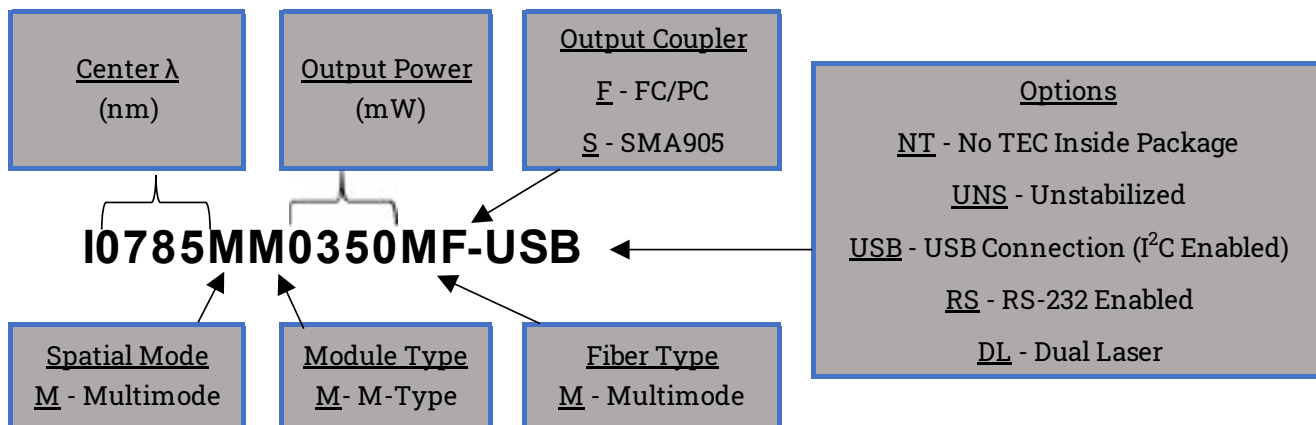 Center λ
(nm)
Output Power
(mW)
Output Coupler
F - FC/PC
S - SMA905
Options
NT - No TEC Inside Package
UNS - Unstabilized
USB - USB Connection (I²C Enabled)
RS - RS-232 Enabled
DL - Dual Laser
I0785MM0350MF-USB
Spatial Mode
M - Multimode
Module Type
M- M-Type
Fiber Type
M - Multimode